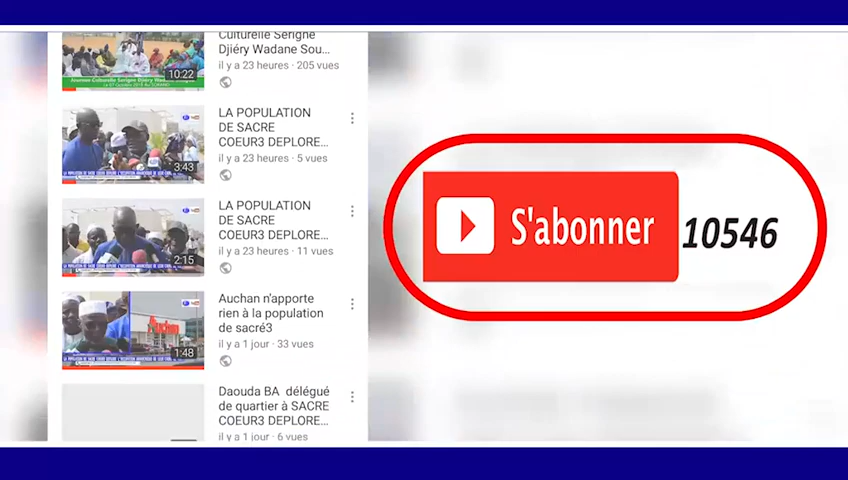 Culturelle Serigne
Djiéry Wadane Sou...
il y a 23 heures · 205 vues
10:22
LA POPULATION
DE SACRE
COEUR3 DEPLORE...
il y a 23 heures · 5 vues
3:43
LA POPULATION
DE SACRE
COEUR3 DEPLORE...
il y a 23 heures · 11 vues
2:15
Auchan n'apporte
rien à la population
de sacré3
il y a 1 jour · 33 vues
Auchan
1:48
Daouda BA délégué
de quartier à SACRE
COEUR3 DEPLORE...
il y a 1 jour · 6 vues
S'abonner
10546